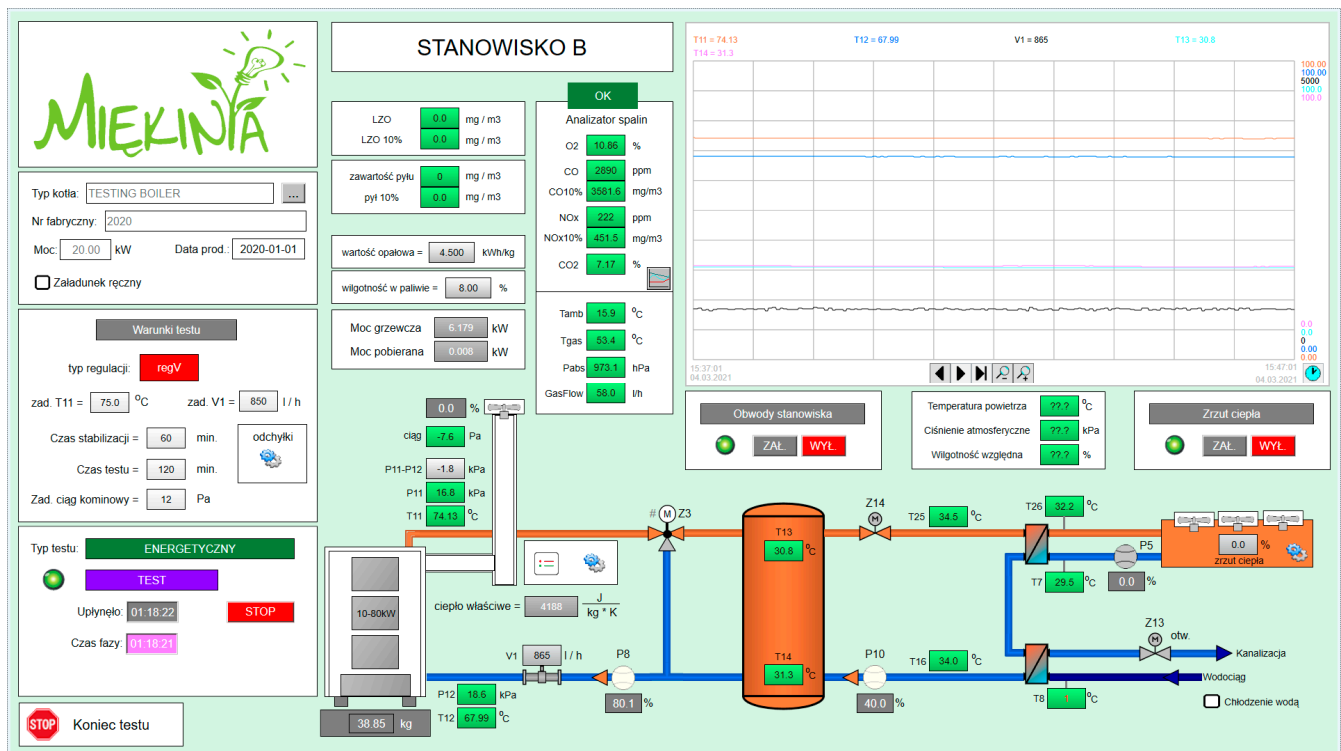 MIĘKINIA
Typ kotła: TESTING BOILER ...
Nr fabryczny: 2020
Moc: 20.00 kW Data prod.: 2020-01-01
Załadunek ręczny
Warunki testu
typ regulacji: regV
zad. T11 = 75.0 °C zad. V1 = 850 l / h
Czas stabilizacji = 60 min. odchyłki
Czas testu = 120 min.
Zad. ciąg kominowy = 12 Pa
Typ testu: ENERGETYCZNY
TEST
Upłynęło: 01:18:22 STOP
Czas fazy: 01:18:21
STOP Koniec testu
STANOWISKO B
LZO 0.0 mg / m3
LZO 10% 0.0 mg / m3
zawartość pyłu 0 mg / m3
pył 10% 0.0 mg / m3
wartość opałowa = 4.500 kWh/kg
wilgotność w paliwie = 8.00 %
Moc grzewcza 6.179 kW
Moc pobierana 0.008 kW
OK
Analizator spalin
O2 10.86 %
CO 2890 ppm
CO10% 3581.6 mg/m3
NOx 222 ppm
NOx10% 451.5 mg/m3
CO2 7.17 %
Tamb 15.9 °C
Tgas 53.4 °C
Pabs 973.1 hPa
GasFlow 58.0 l/h
T11 = 74.13 T12 = 67.99 V1 = 865 T13 = 30.8
T14 = 31.3
100.00
100.00
5000
100.0
100.0
0.0
0.0
0
0.00
0.00
15:37:01 15:47:01
04.03.2021 04.03.2021
Obwody stanowiska
ZAŁ. WYŁ.
Temperatura powietrza ??.? °C
Ciśnienie atmosferyczne ??.? kPa
Wilgotność względna ??.? %
Zrzut ciepła
ZAŁ. WYŁ.
0.0 %
ciąg -7.6 Pa
P11-P12 -1.8 kPa
P11 16.8 kPa
T11 74.13 °C
# M Z3
Z14
M
T25 34.5 °C
T26 32.2 °C
P5
0.0 %
zrzut ciepła
T13
30.8 °C
T7 29.5 °C 0.0 %
10-80kW
ciepło właściwe = 4188 J
kg * K
V1 865 l / h P8
T14
31.3 °C
P10
T16 34.0 °C
Z13
M otw.
Kanalizacja
Wodociąg
P12 18.6 kPa
T12 67.99 °C
80.1 %
40.0 %
T8 °C
Chłodzenie wodą
38.85 kg